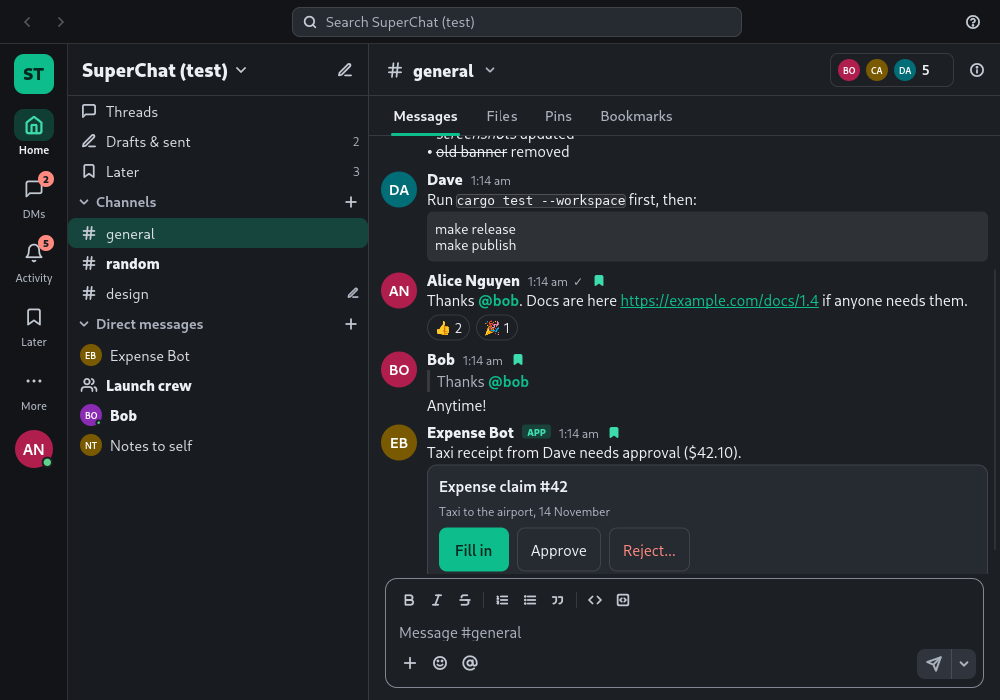 Search SuperChat (test)
ST
Home
2
DMs
5
Activity
Later
More
AN
SuperChat (test)
Threads
Drafts & sent 2
Later 3
Channels
# general
# random
# design
Direct messages
EB Expense Bot
Launch crew
BO Bob
NT Notes to self
# general
BO CA DA 5
Messages Files Pins Bookmarks
• screenshots updated
• old banner removed
DA
Dave 1:14 am
Run cargo test --workspace first, then:
make release
make publish
AN
Alice Nguyen 1:14 am ✓
Thanks @bob. Docs are here https://example.com/docs/1.4 if anyone needs them.
👍 2 🎉 1
BO
Bob 1:14 am
Thanks @bob
Anytime!
EB
Expense Bot APP 1:14 am
Taxi receipt from Dave needs approval ($42.10).
Expense claim #42
Taxi to the airport, 14 November
Fill in Approve Reject...
Message #general